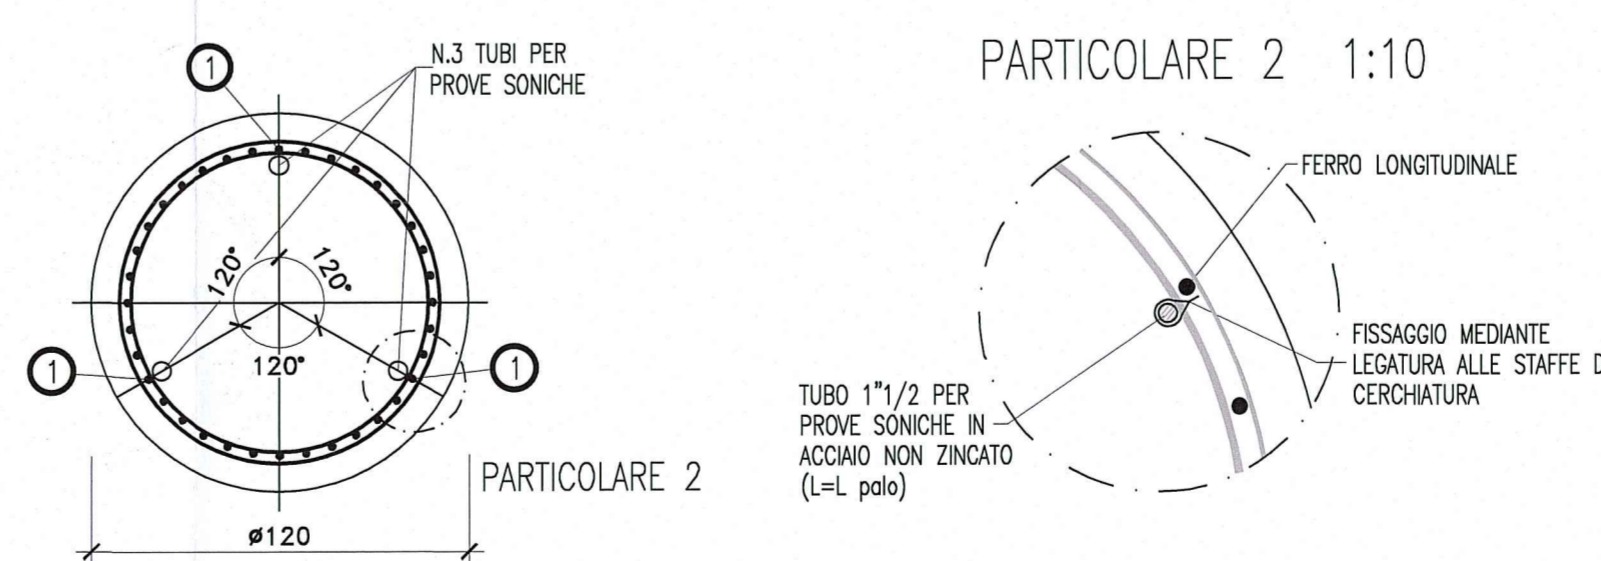 1
N.3 TUBI PER
PROVE SONICHE
120°
120°
120°
1
1
PARTICOLARE 2
ø120
PARTICOLARE 2 1:10
FERRO LONGITUDINALE
FISSAGGIO MEDIANTE
LEGATURA ALLE STAFFE D
CERCHIATURA
TUBO 1"1/2 PER
PROVE SONICHE IN
ACCIAIO NON ZINCATO
(L=L palo)